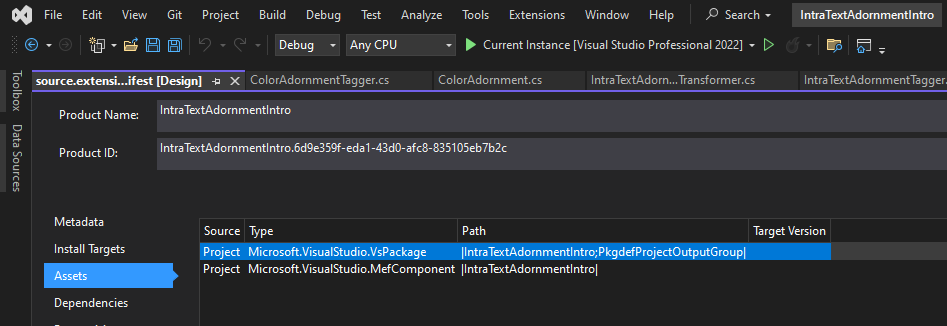 File Edit View Git Project Build Debug Test Analyze Tools Extensions Window Help Search IntraTextAdornmentIntro
Debug Any CPU Current Instance [Visual Studio Professional 2022]
Toolbox
Data Sources
source.extensi...ifest [Design] ColorAdornmentTagger.cs ColorAdornment.cs IntraTextAdorn...Transformer.cs IntraTextAdornmentTagger.
Product Name: IntraTextAdornmentIntro
Product ID: IntraTextAdornmentIntro.6d9e359f-eda1-43d0-afc8-835105eb7b2c
Metadata
Install Targets
Assets
Dependencies
Source Type Path Target Version
Project Microsoft.VisualStudio.VsPackage |IntraTextAdornmentIntro;PkgdefProjectOutputGroup|
Project Microsoft.VisualStudio.MefComponent |IntraTextAdornmentIntro|